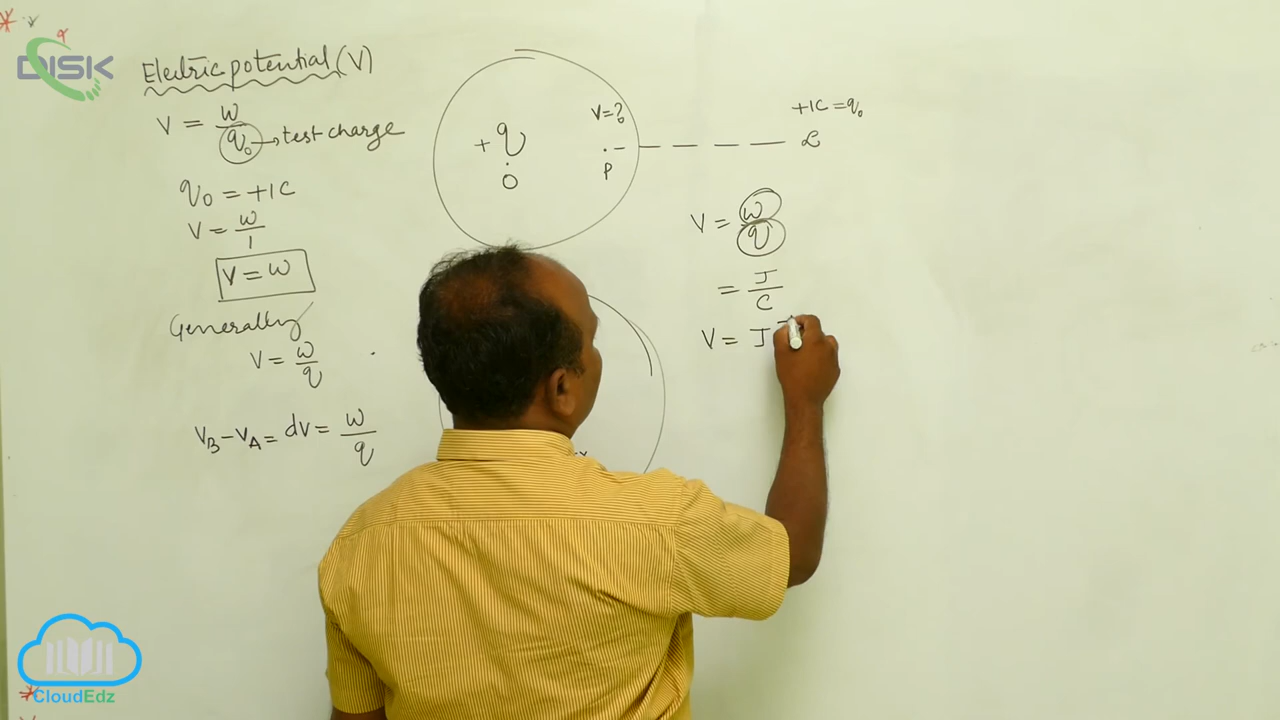 DISK
Electric potential (V)
V = w/q₀ → test charge
q₀ = +1C
V = w/1
V = w
Generally
V = w/q
V_B - V_A = dV = w/q
+q
O
V=?
P
+1C = q₀
V = w/q
= J/C
V = J
CloudEdz